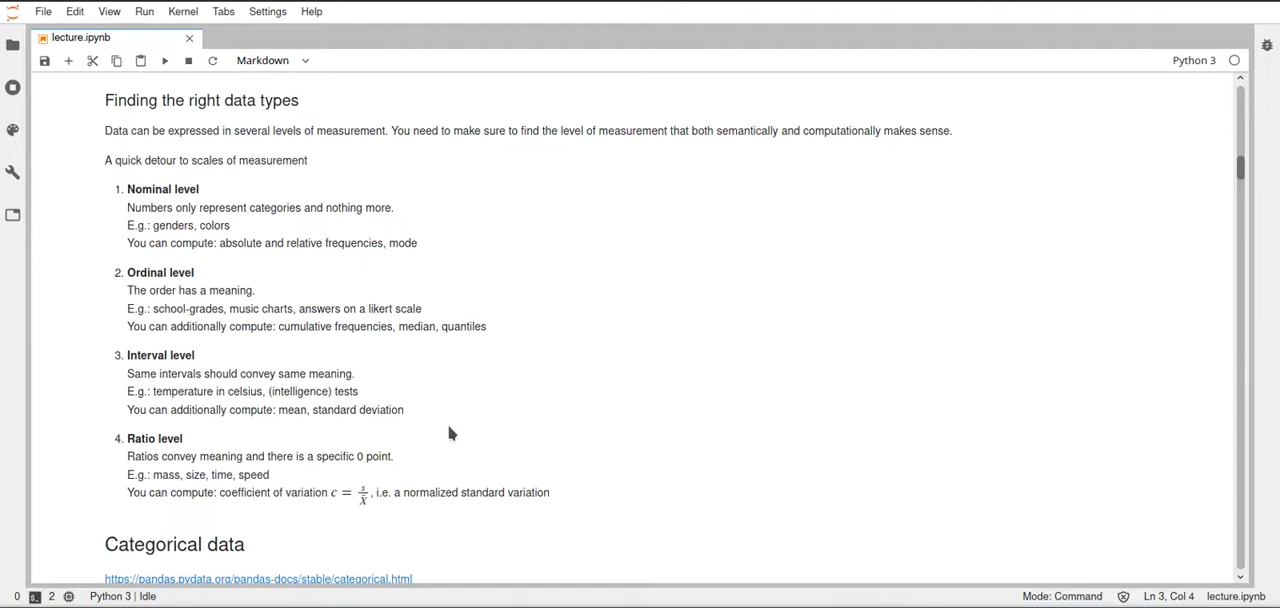 File Edit View Run Kernel Tabs Settings Help
lecture.ipynb
Markdown
Python 3
Finding the right data types
Data can be expressed in several levels of measurement. You need to make sure to find the level of measurement that both semantically and computationally makes sense.
A quick detour to scales of measurement
1. Nominal level
Numbers only represent categories and nothing more.
E.g.: genders, colors
You can compute: absolute and relative frequencies, mode
2. Ordinal level
The order has a meaning.
E.g.: school-grades, music charts, answers on a likert scale
You can additionally compute: cumulative frequencies, median, quantiles
3. Interval level
Same intervals should convey same meaning.
E.g.: temperature in celsius, (intelligence) tests
You can additionally compute: mean, standard deviation
4. Ratio level
Ratios convey meaning and there is a specific 0 point.
E.g.: mass, size, time, speed
You can compute: coefficient of variation c = s/X, i.e. a normalized standard variation
Categorical data
https://pandas.pydata.org/pandas-docs/stable/categorical.html
0 2 Python 3 | Idle Mode: Command Ln 3, Col 4 lecture.ipynb